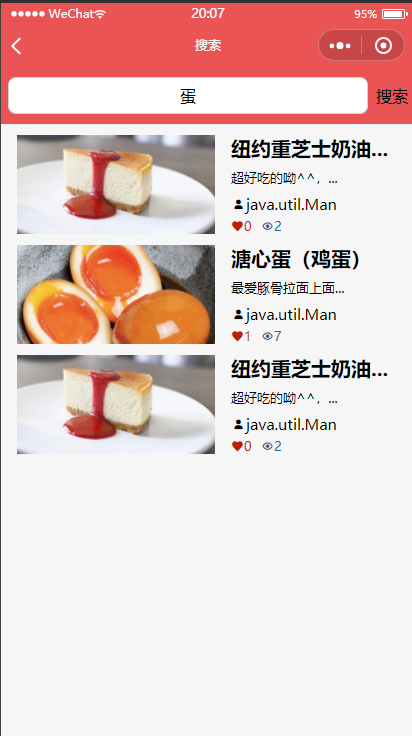 WeChat 20:07 95%
搜索
蛋 搜索
纽约重芝士奶油...
超好吃的呦^^，...
java.util.Man
0 2
溏心蛋（鸡蛋）
最爱豚骨拉面上面...
java.util.Man
1 7
纽约重芝士奶油...
超好吃的呦^^，...
java.util.Man
0 2